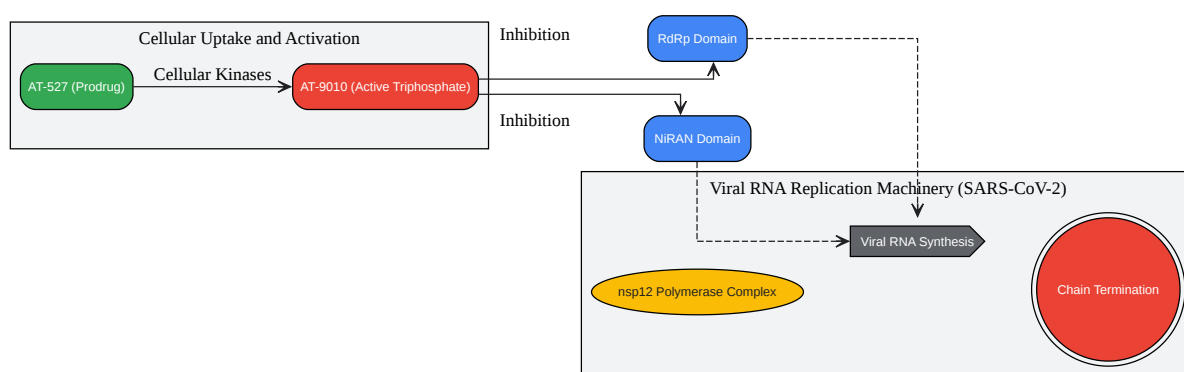 Cellular Uptake and Activation
AT-527 (Prodrug)
Cellular Kinases
AT-9010 (Active Triphosphate)
Inhibition
Inhibition
RdRp Domain
NiRAN Domain
Viral RNA Replication Machinery (SARS-CoV-2)
Viral RNA Synthesis
nsp12 Polymerase Complex
Chain Termination